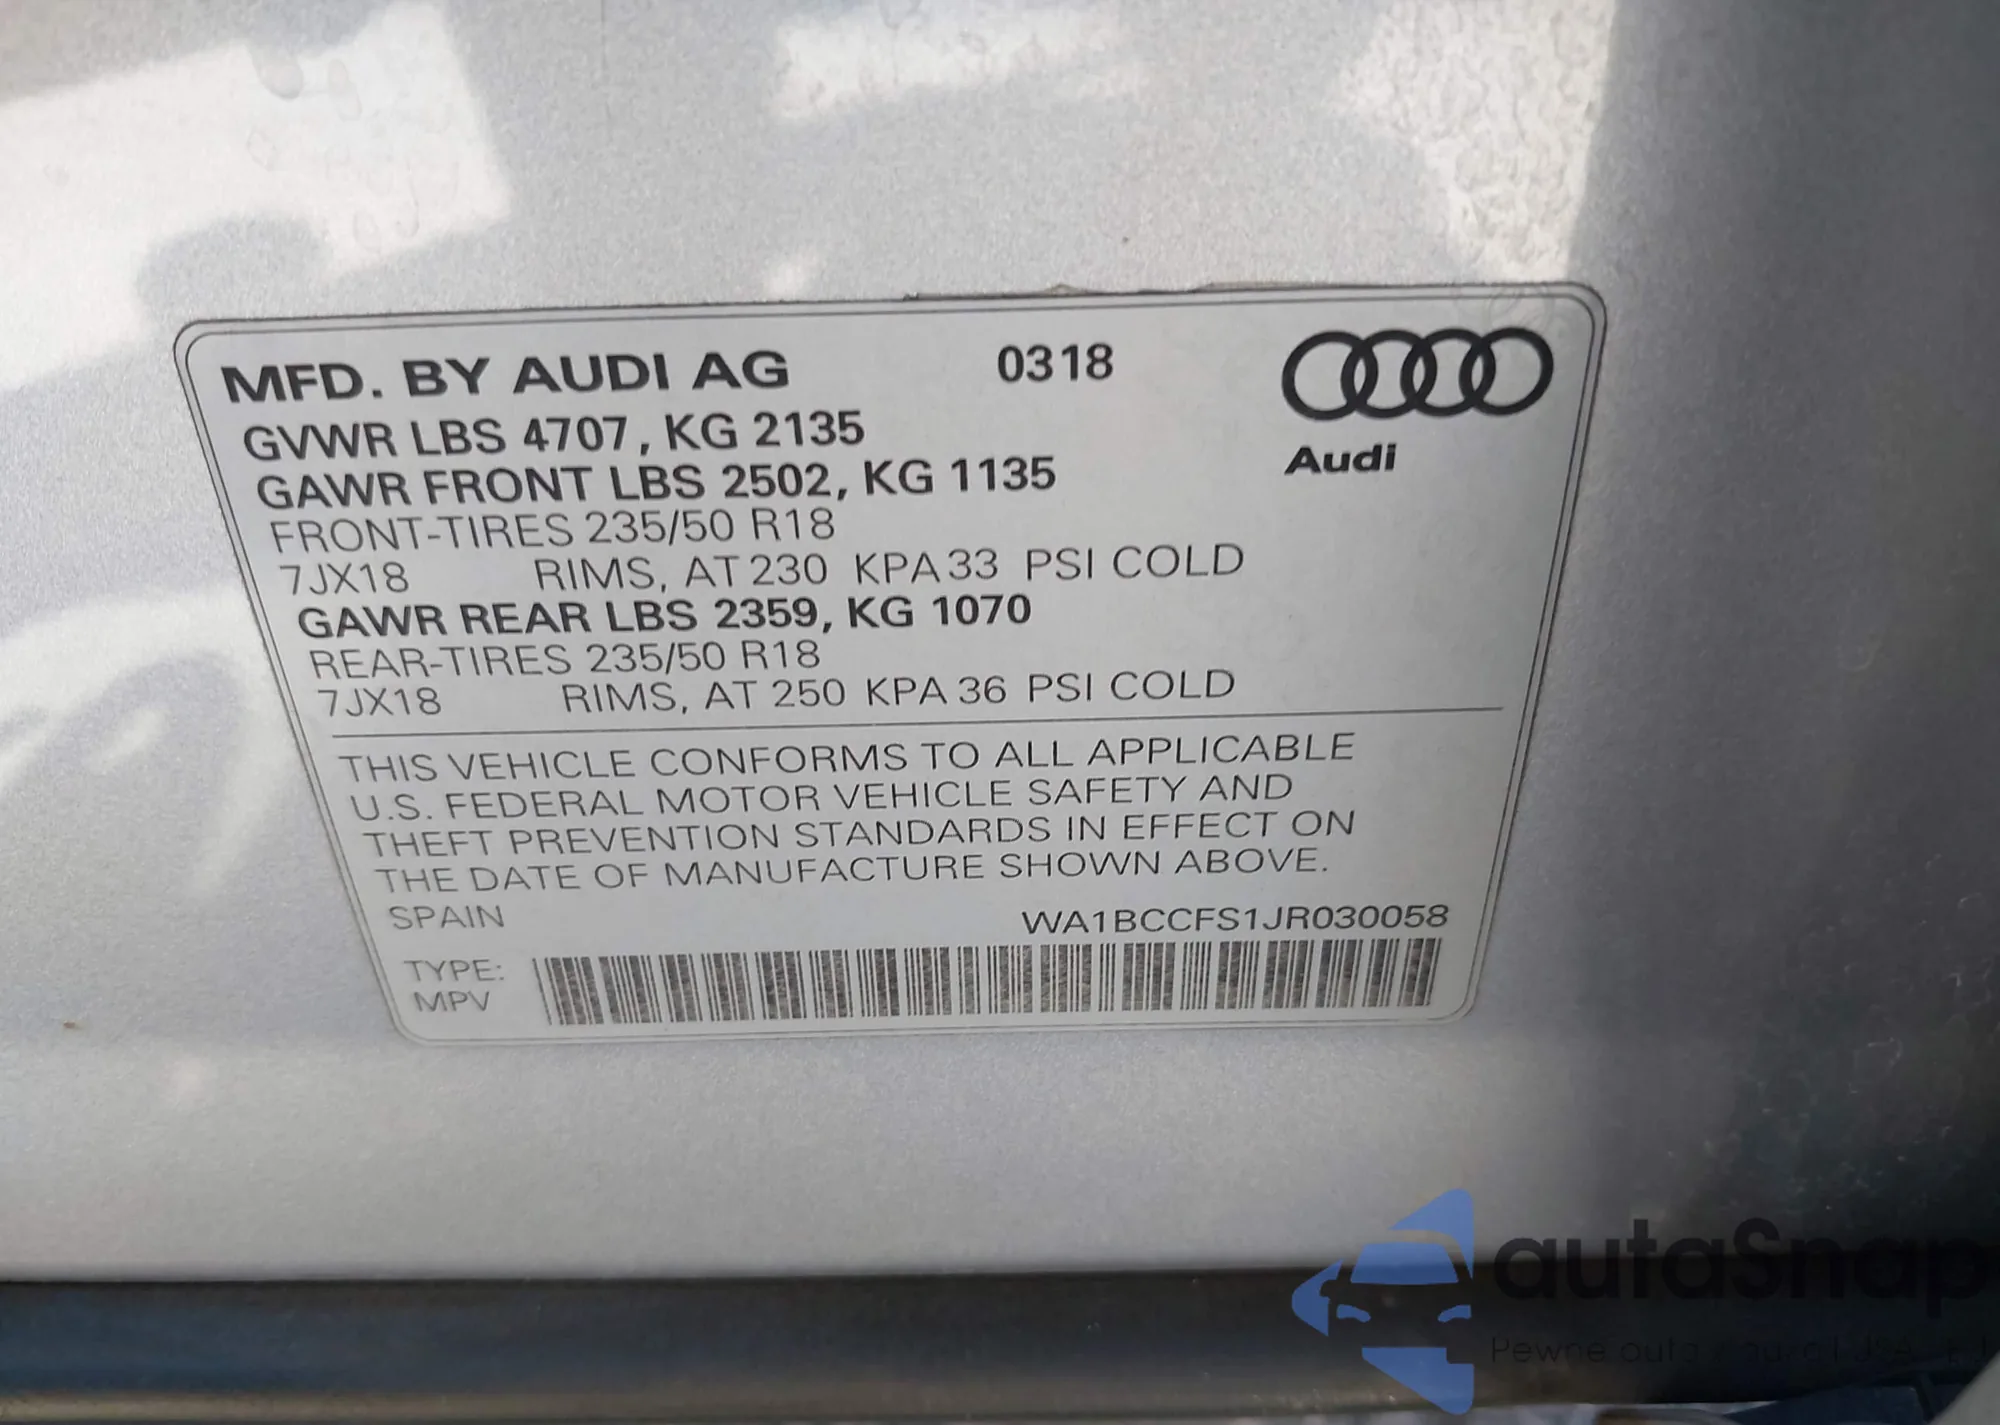 MFD. BY AUDI AG 0318
GVWR LBS 4707, KG 2135
GAWR FRONT LBS 2502, KG 1135
Audi
FRONT-TIRES 235/50 R18
7JX18 RIMS, AT 230 KPA 33 PSI COLD
GAWR REAR LBS 2359, KG 1070
REAR-TIRES 235/50 R18
7JX18 RIMS, AT 250 KPA 36 PSI COLD
THIS VEHICLE CONFORMS TO ALL APPLICABLE
U.S. FEDERAL MOTOR VEHICLE SAFETY AND
THEFT PREVENTION STANDARDS IN EFFECT ON
THE DATE OF MANUFACTURE SHOWN ABOVE.
SPAIN WA1BCCFS1JR030058
TYPE:
MPV
autaSnap
Pewne auta